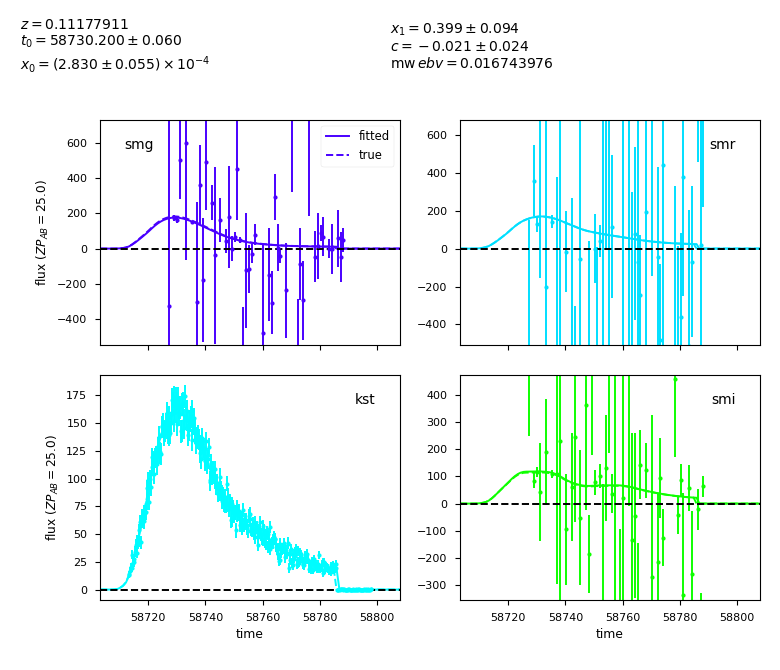 z = 0.11177911
t₀ = 58730.200 ± 0.060
x₀ = (2.830 ± 0.055) × 10⁻⁴
x₁ = 0.399 ± 0.094
c = −0.021 ± 0.024
mw ebv = 0.016743976
smg
fitted
true
600
400
200
0
−200
−400
flux (ZP_AB = 25.0)
smr
600
400
200
0
−200
−400
kst
175
150
125
100
75
50
25
0
flux (ZP_AB = 25.0)
58720 58740 58760 58780 58800
time
smi
400
300
200
100
0
−100
−200
−300
58720 58740 58760 58780 58800
time